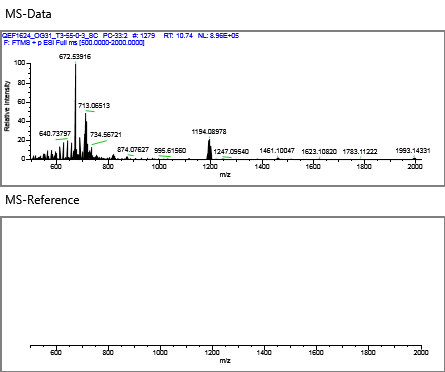 MS-Data
QEF1624_OG31_T3-55-0-3_8C PC-33:2 #: 1279 RT: 10.74 NL: 8.96E+05
F: FTMS + p ESI Full ms [500.0000-2000.0000]
672.53916
100
80
713.06513
60
Relative Intensity
40
640.73797 734.56721 1194.08978
20
874.07627 995.61560 1247.09540 1461.10047 1623.10820 1783.11222 1993.14331
0
600 800 1000 1200 1400 1600 1800 2000
m/z
MS-Reference
600 800 1000 1200 1400 1600 1800 2000
m/z